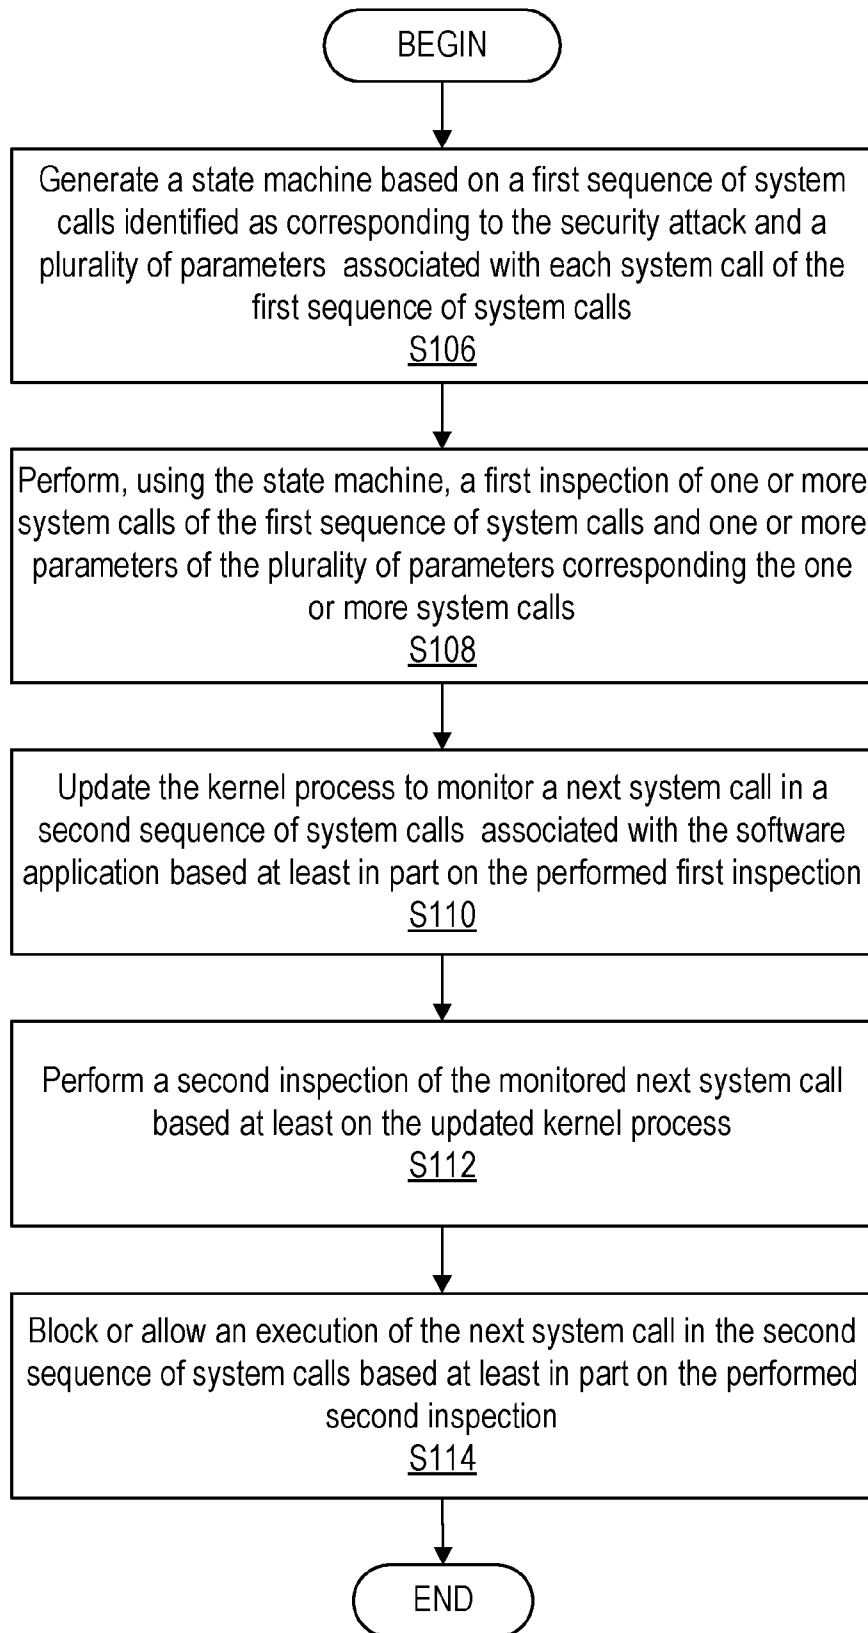 BEGIN
Generate a state machine based on a first sequence of system
calls identified as corresponding to the security attack and a
plurality of parameters associated with each system call of the
first sequence of system calls
S106
Perform, using the state machine, a first inspection of one or more
system calls of the first sequence of system calls and one or more
parameters of the plurality of parameters corresponding the one
or more system calls
S108
Update the kernel process to monitor a next system call in a
second sequence of system calls associated with the software
application based at least in part on the performed first inspection
S110
Perform a second inspection of the monitored next system call
based at least on the updated kernel process
S112
Block or allow an execution of the next system call in the second
sequence of system calls based at least in part on the performed
second inspection
S114
END